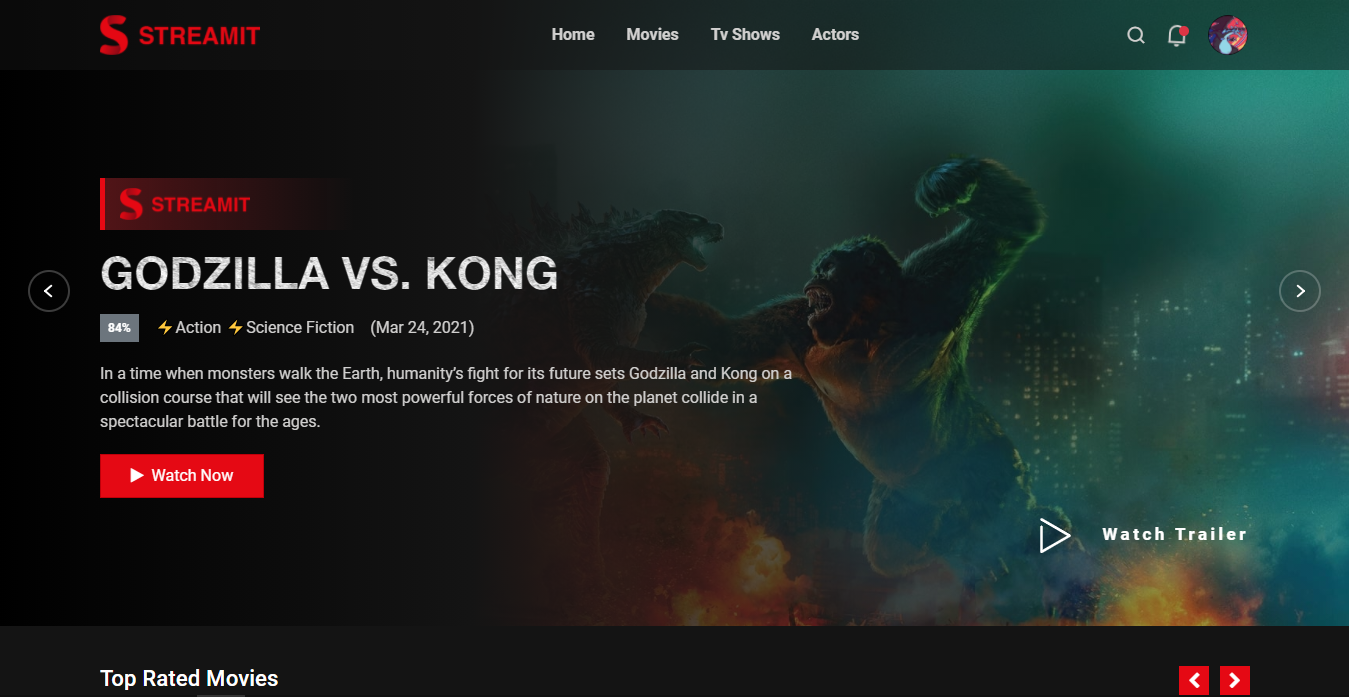 STREAMIT
Home Movies Tv Shows Actors
STREAMIT
GODZILLA VS. KONG
84% ⚡Action ⚡Science Fiction (Mar 24, 2021)
In a time when monsters walk the Earth, humanity’s fight for its future sets Godzilla and Kong on a
collision course that will see the two most powerful forces of nature on the planet collide in a
spectacular battle for the ages.
Watch Now
Watch Trailer
Top Rated Movies